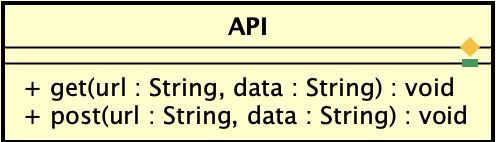 API
+ get(url : String, data : String) : void
+ post(url : String, data : String) : void